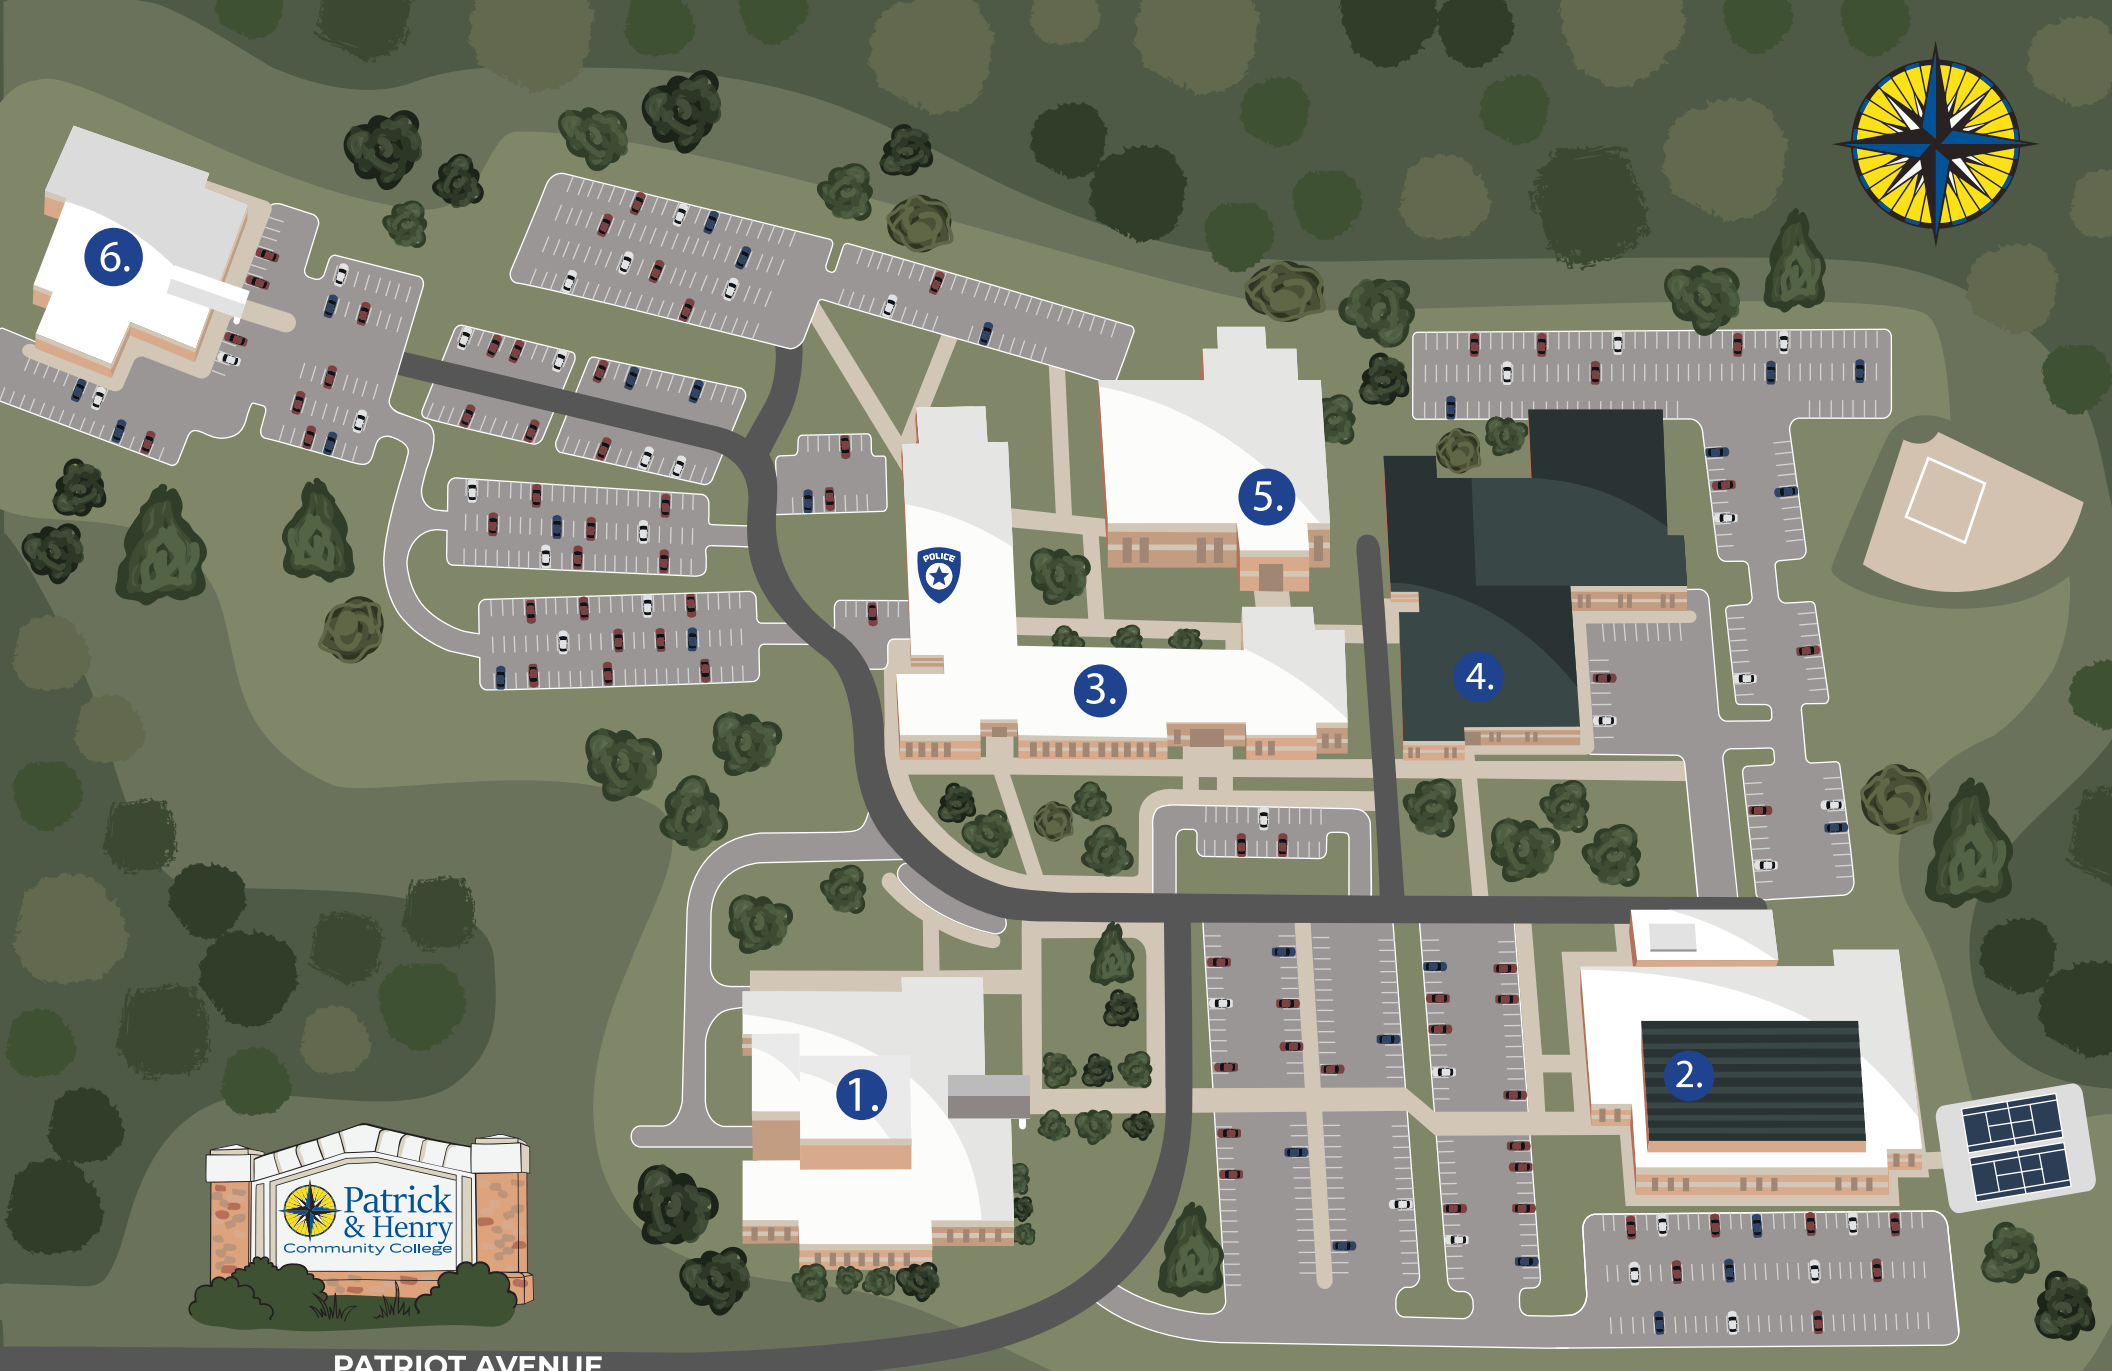 6.
5.
POLICE
4.
3.
2.
1.
Patrick
& Henry
Community College
PATRIOT AVENUE